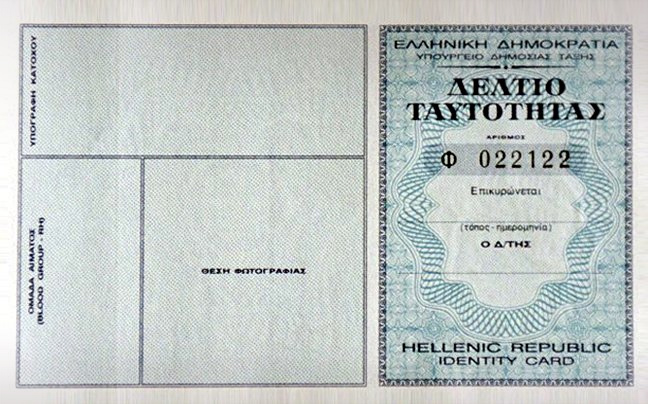 ΥΠΟΓΡΑΦΗ ΚΑΤΟΧΟΥ
ΟΜΑΔΑ ΑΙΜΑΤΟΣ
(BLOOD GROUP - RH)
ΘΕΣΗ ΦΩΤΟΓΡΑΦΙΑΣ
ΕΛΛΗΝΙΚΗ ΔΗΜΟΚΡΑΤΙΑ
ΥΠΟΥΡΓΕΙΟ ΔΗΜΟΣΙΑΣ ΤΑΞΗΣ
ΔΕΛΤΙΟ
ΤΑΥΤΟΤΗΤΑΣ
ΑΡΙΘΜΟΣ
Φ 022122
Επικυρώνεται
(τόπος - ημερομηνία)
Ο Δ/ΤΗΣ
HELLENIC REPUBLIC
IDENTITY CARD